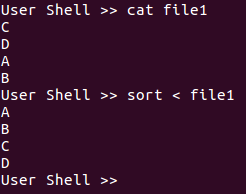 User Shell >> cat file1
C
D
A
B
User Shell >> sort < file1
A
B
C
D
User Shell >>